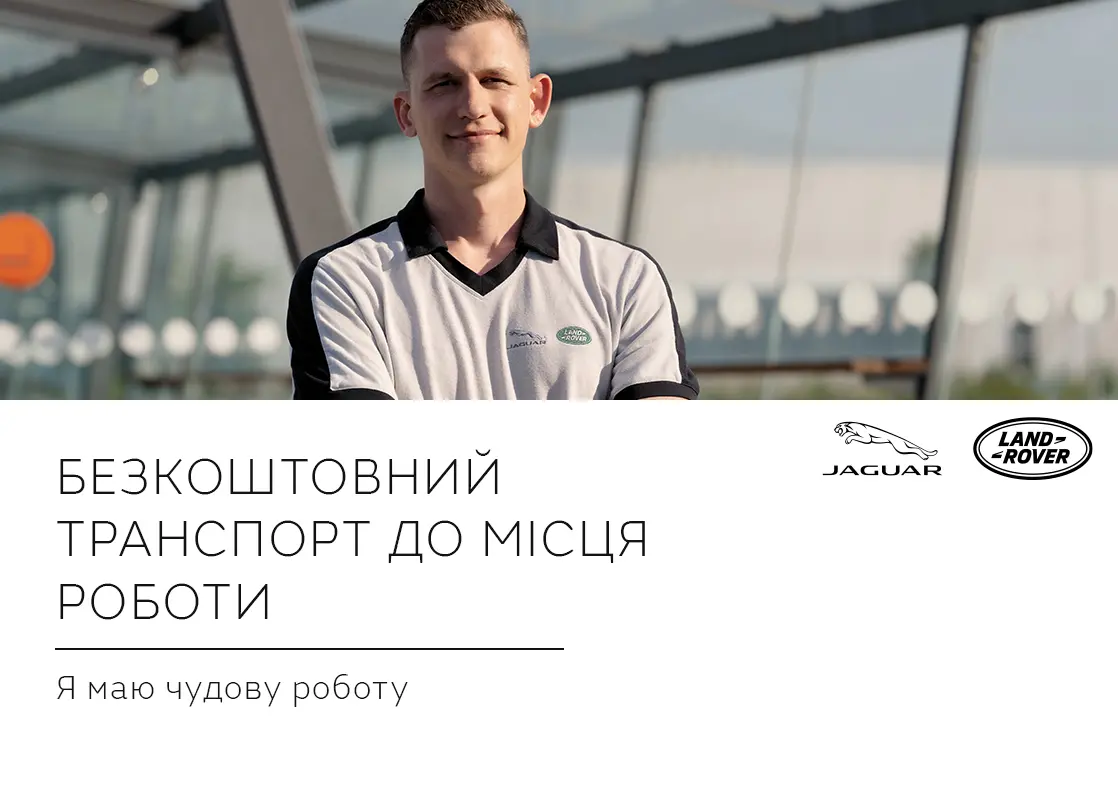 JAGUAR
LAND-
-ROVER
JAGUAR
LAND-
-ROVER
БЕЗКОШТОВНИЙ
ТРАНСПОРТ ДО МІСЦЯ
РОБОТИ
Я маю чудову роботу